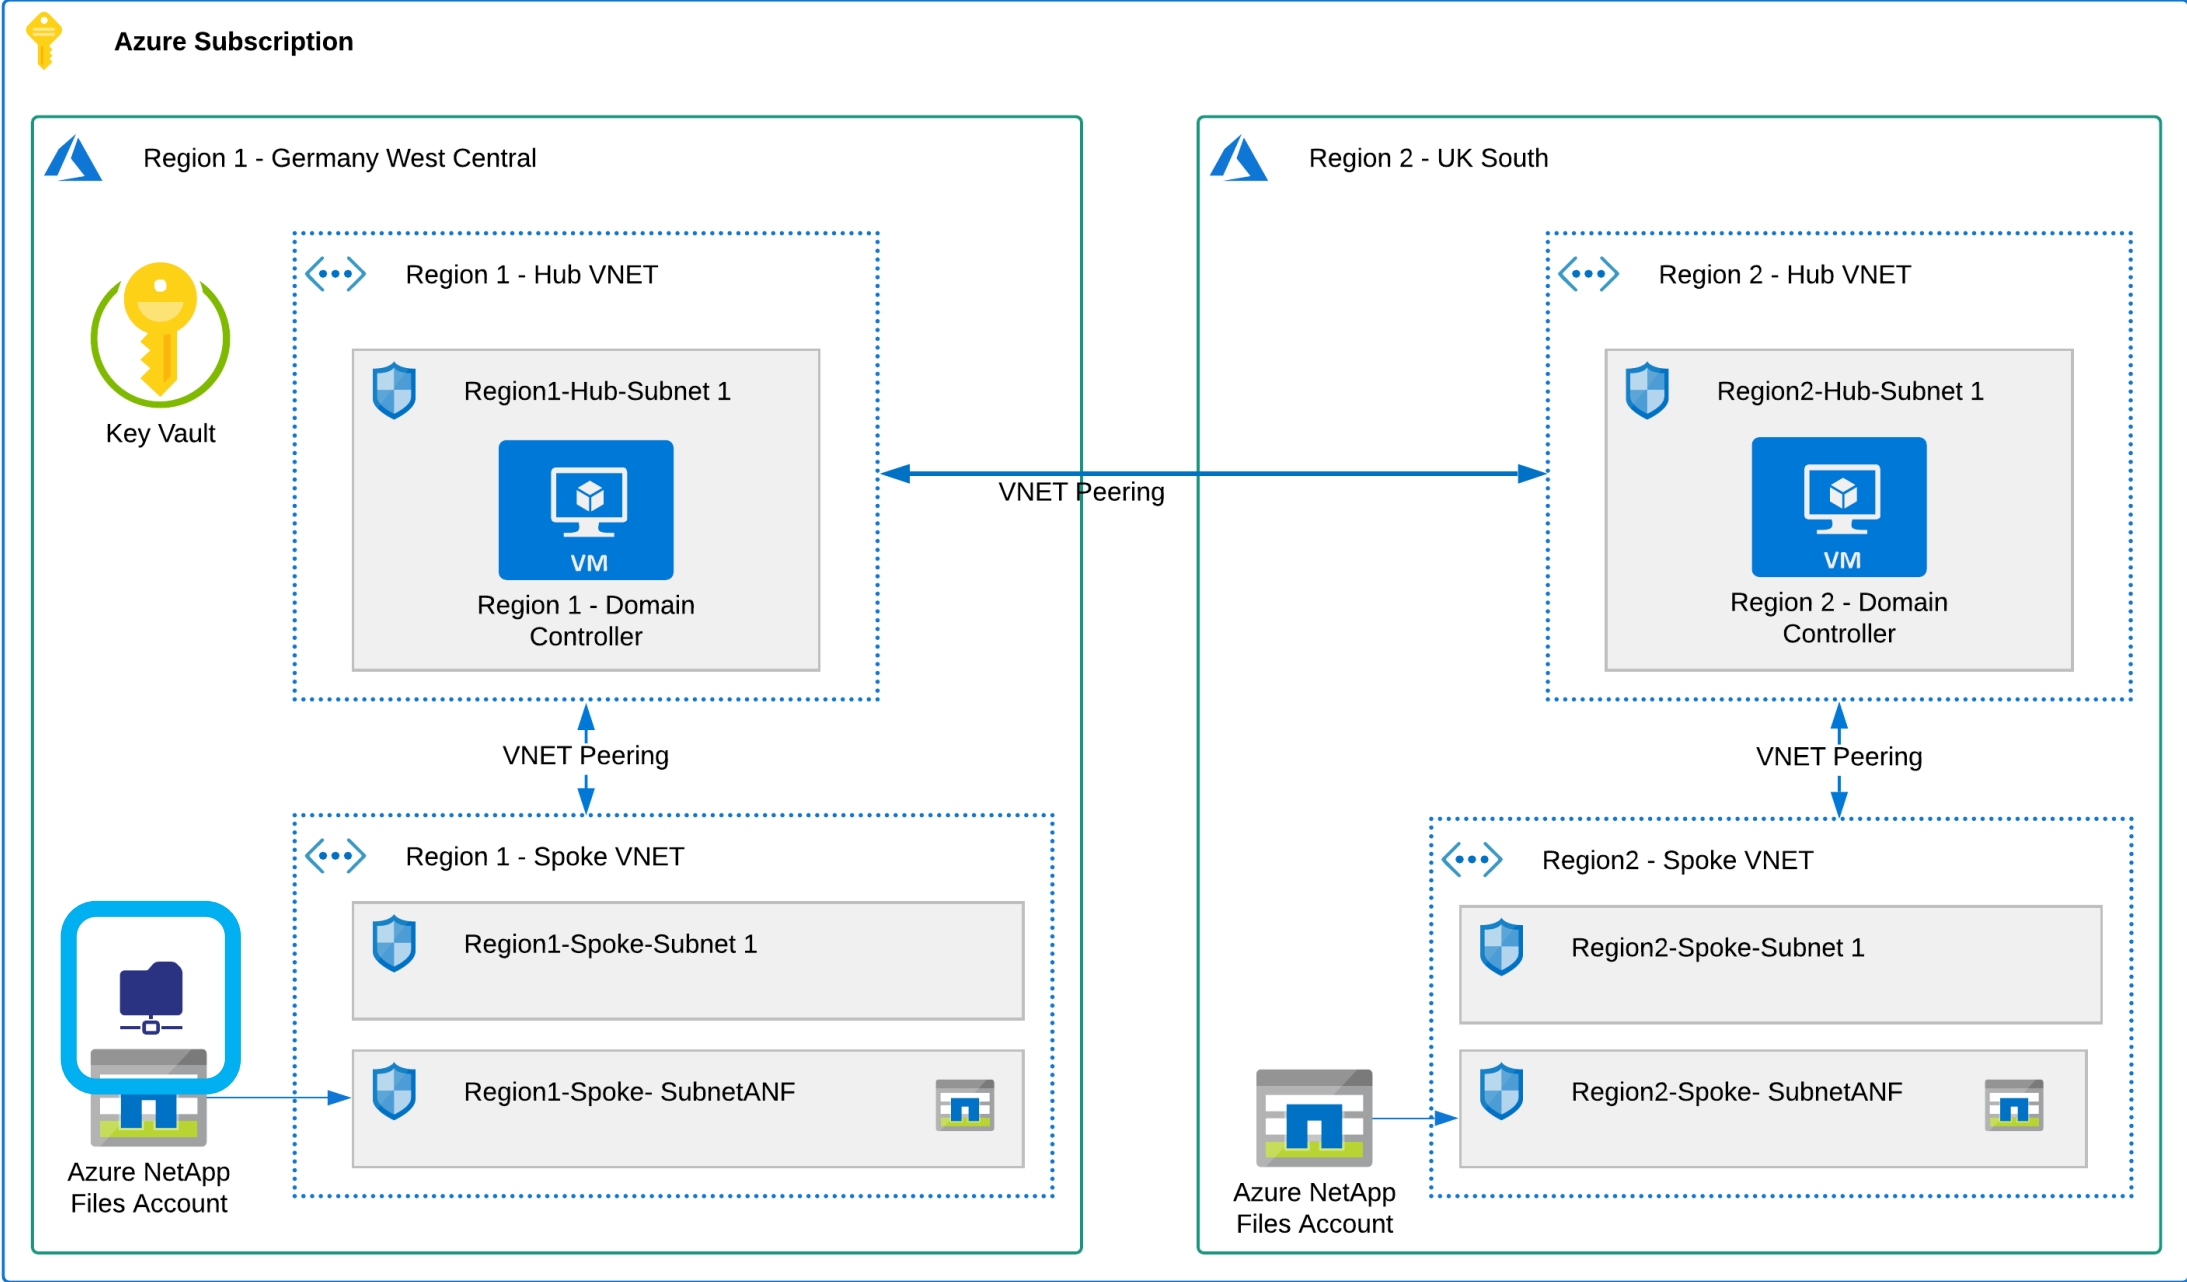 Azure Subscription
Region 1 - Germany West Central
Key Vault
Region 1 - Hub VNET
Region1-Hub-Subnet 1
VM
Region 1 - Domain
Controller
VNET Peering
Region 1 - Spoke VNET
Region1-Spoke-Subnet 1
Region1-Spoke- SubnetANF
Azure NetApp
Files Account
VNET Peering
Region 2 - UK South
Region 2 - Hub VNET
Region2-Hub-Subnet 1
VM
Region 2 - Domain
Controller
VNET Peering
Region2 - Spoke VNET
Region2-Spoke-Subnet 1
Region2-Spoke- SubnetANF
Azure NetApp
Files Account